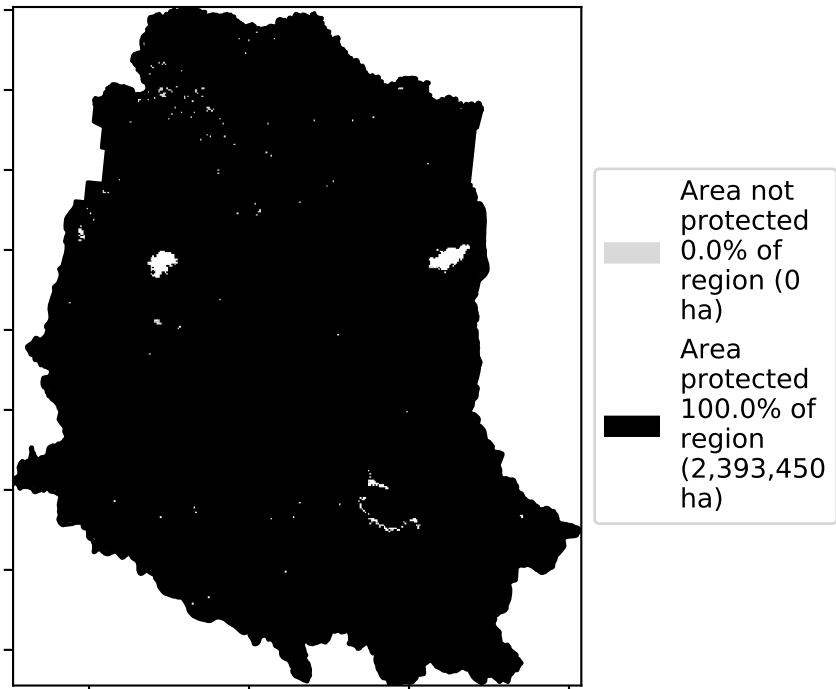 Area not
protected
0.0% of
region (0
ha)
Area
protected
100.0% of
region
(2,393,450
ha)